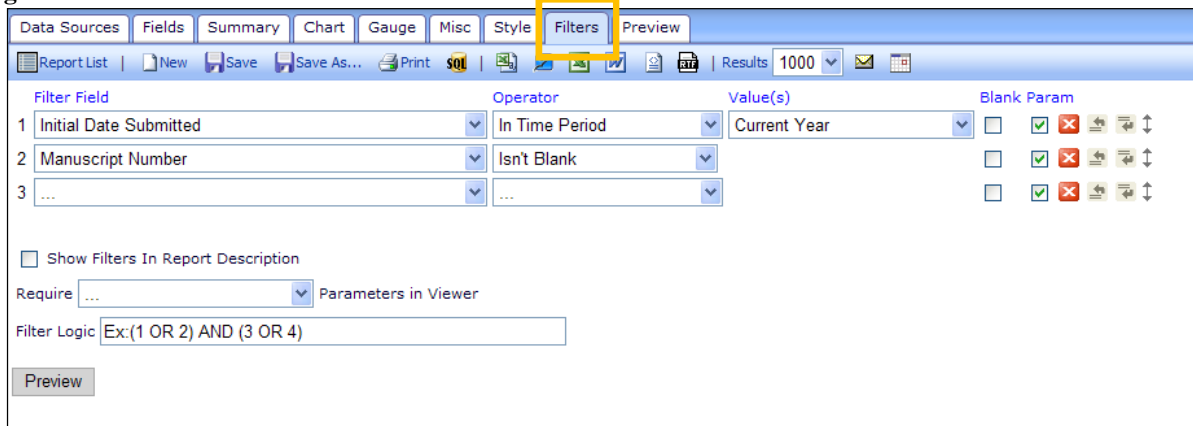 Data Sources Fields Summary Chart Gauge Misc Style Filters Preview
Report List | New Save Save As... Print SQL | RTF | Results 1000
Filter Field Operator Value(s) Blank Param
1 Initial Date Submitted In Time Period Current Year
2 Manuscript Number Isn't Blank
3 ... ...
Show Filters In Report Description
Require ... Parameters in Viewer
Filter Logic Ex:(1 OR 2) AND (3 OR 4)
Preview